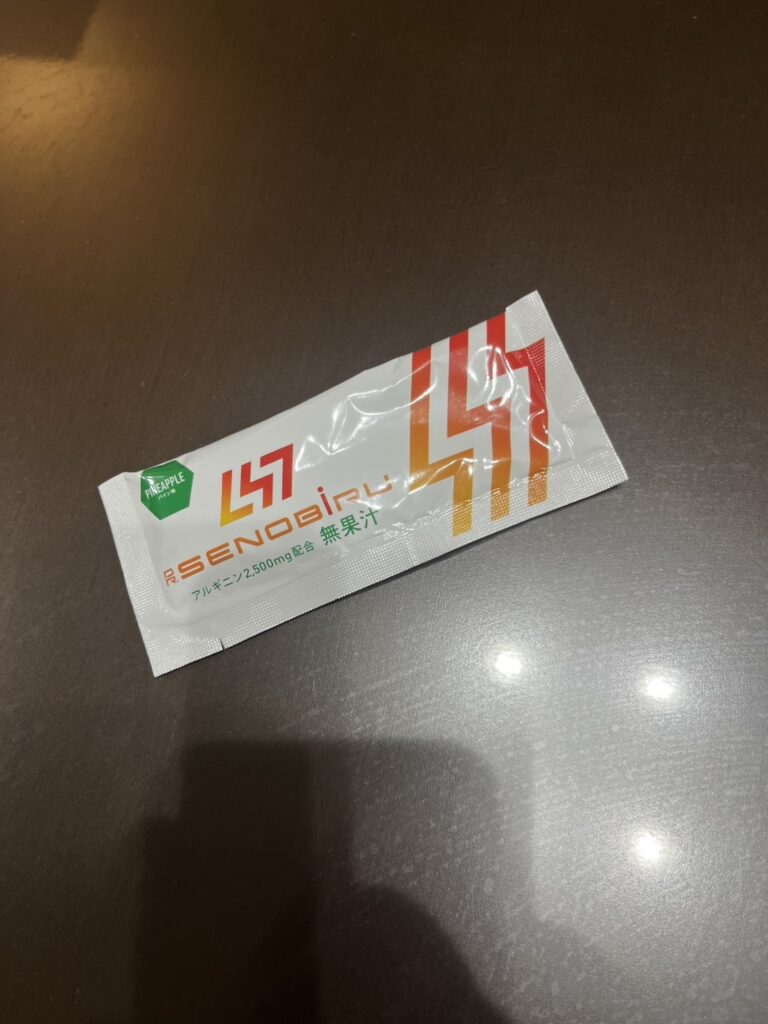 PINEAPPLE
パイン味
DR.
SENOBiRU
アルギニン2,500mg配合 無果汁